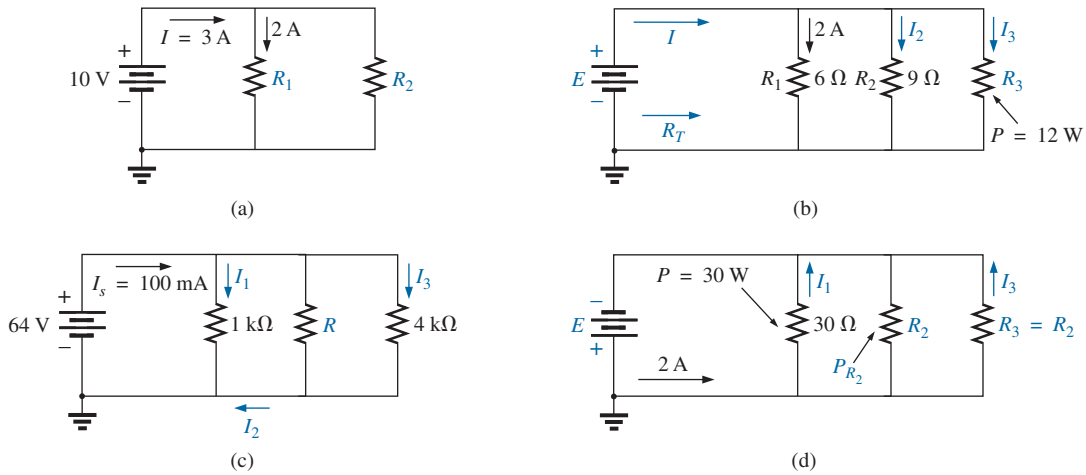 I = 3 A
2 A
+
10 V
−
R1
R2
(a)
I
2 A
I2
I3
+
E
−
R1
6 Ω
R2
9 Ω
R3
RT
P = 12 W
(b)
Is = 100 mA
I1
I3
+
64 V
−
1 kΩ
R
4 kΩ
I2
(c)
P = 30 W
I1
I3
−
E
+
30 Ω
R2
R3 = R2
PR2
2 A
(d)